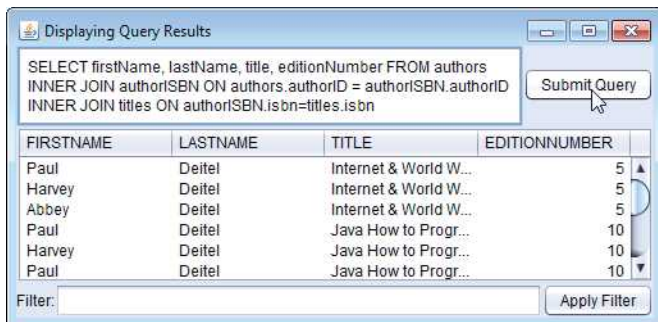 Displaying Query Results
SELECT firstName, lastName, title, editionNumber FROM authors
INNER JOIN authorISBN ON authors.authorID = authorISBN.authorID
INNER JOIN titles ON authorISBN.isbn=titles.isbn
Submit Query
FIRSTNAME LASTNAME TITLE EDITIONNUMBER
Paul Deitel Internet & World W... 5
Harvey Deitel Internet & World W... 5
Abbey Deitel Internet & World W... 5
Paul Deitel Java How to Progr... 10
Harvey Deitel Java How to Progr... 10
Paul Deitel Java How to Progr... 10
Filter: Apply Filter